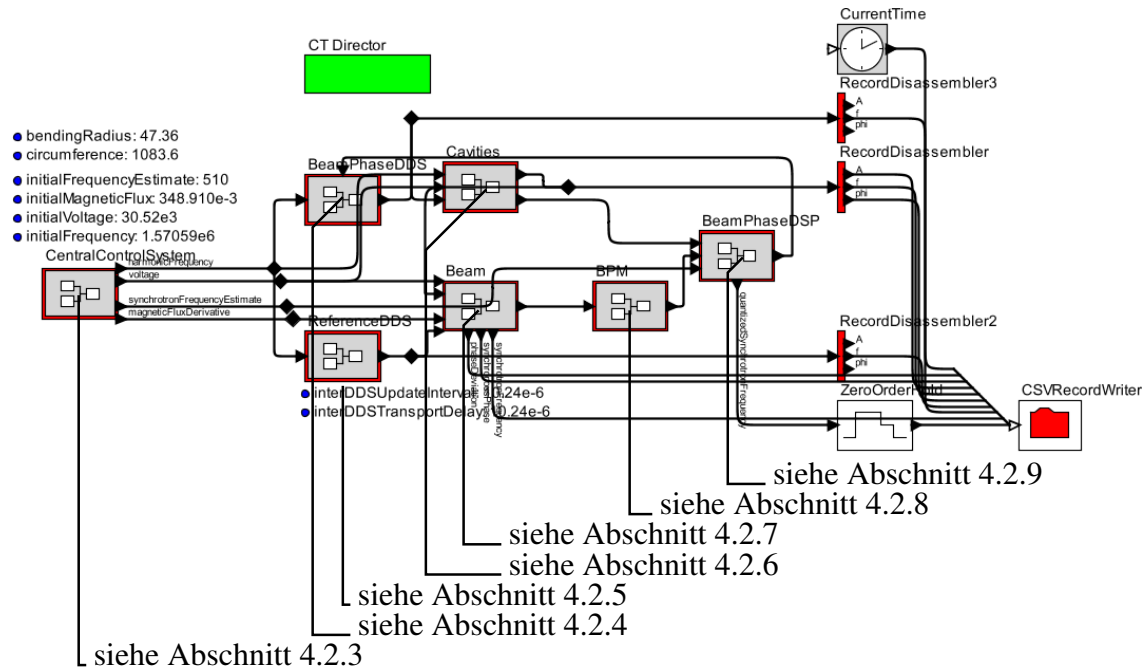 CurrentTime
CT Director
RecordDisassembler3
A
f
phi
bendingRadius: 47.36
circumference: 1083.6
initialFrequencyEstimate: 510
initialMagneticFlux: 348.910e-3
initialVoltage: 30.52e3
initialFrequency: 1.57059e6
BeamPhaseDDS
Cavities
RecordDisassembler
A
f
phi
BeamPhaseDSP
CentralControlSystem
harmonicFrequency
voltage
synchrotronFrequencyEstimate
magneticFluxDerivative
Beam
BPM
quantizedSynchrotronFrequency
ReferenceDDS
phaseDeviation
synchronousPhase
synchrotronFrequency
RecordDisassembler2
A
f
phi
interDDSUpdateInterval: 0.24e-6
interDDSTransportDelay: 0.24e-6
ZeroOrderHold
CSVRecordWriter
siehe Abschnitt 4.2.9
siehe Abschnitt 4.2.8
siehe Abschnitt 4.2.7
siehe Abschnitt 4.2.6
siehe Abschnitt 4.2.5
siehe Abschnitt 4.2.4
siehe Abschnitt 4.2.3